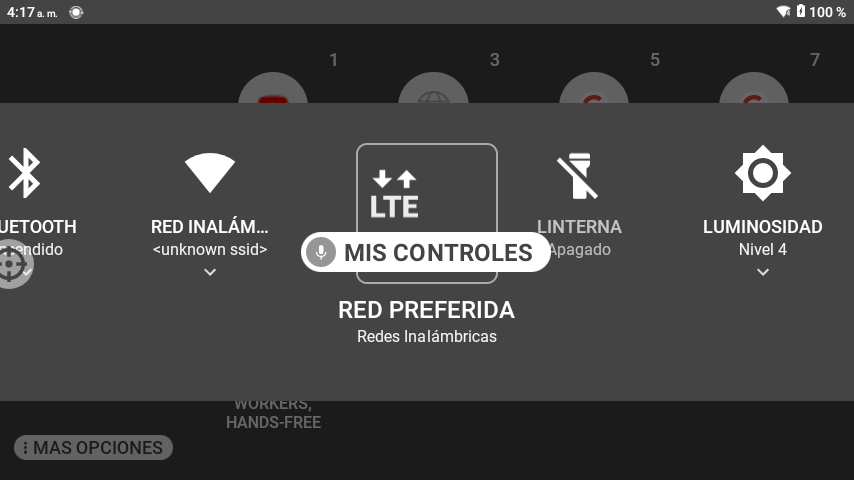 4:17 a. m.
100 %
1
3
5
7
LTE
UETOOTH
RED INALÁM...
LINTERNA
LUMINOSIDAD
endido
<unknown ssid>
Apagado
Nivel 4
MIS CONTROLES
RED PREFERIDA
Redes Inalámbricas
WORKERS,
HANDS-FREE
MAS OPCIONES